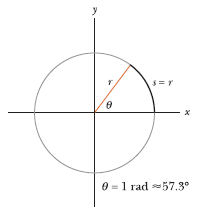 y
r
s = r
θ
x
θ = 1 rad ≈57.3°